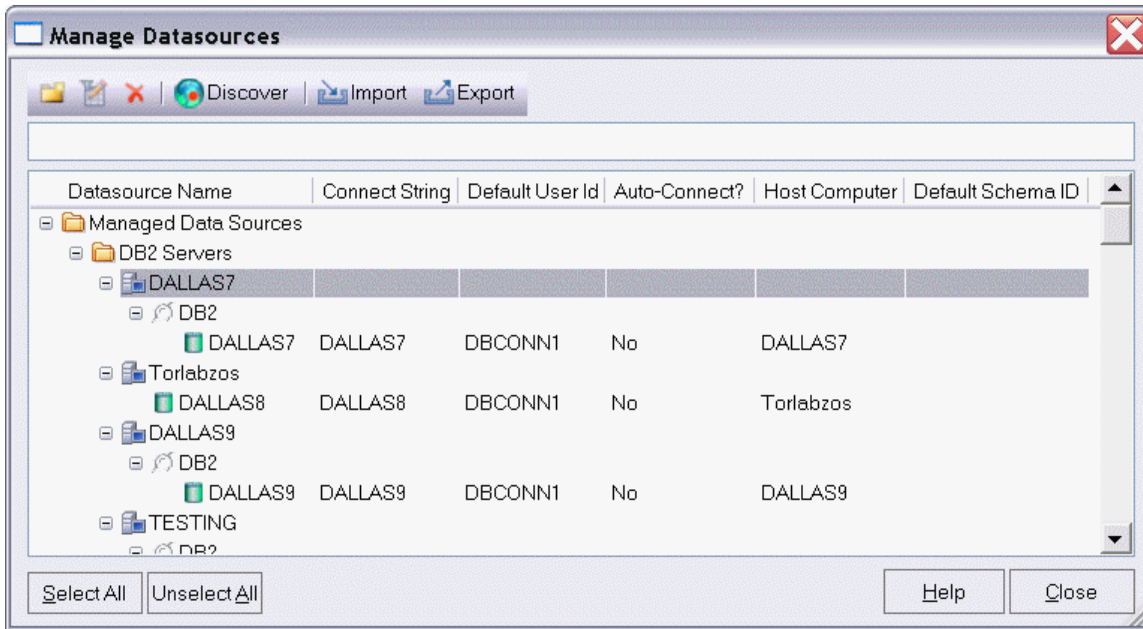 Manage Datasources
Discover Import Export
Datasource Name Connect String Default User Id Auto-Connect? Host Computer Default Schema ID
Managed Data Sources
DB2 Servers
DALLAS7
DB2
DALLAS7 DALLAS7 DBCONN1 No DALLAS7
Torlabzos
DALLAS8 DALLAS8 DBCONN1 No Torlabzos
DALLAS9
DB2
DALLAS9 DALLAS9 DBCONN1 No DALLAS9
TESTING
DB2
Select All Unselect All Help Close